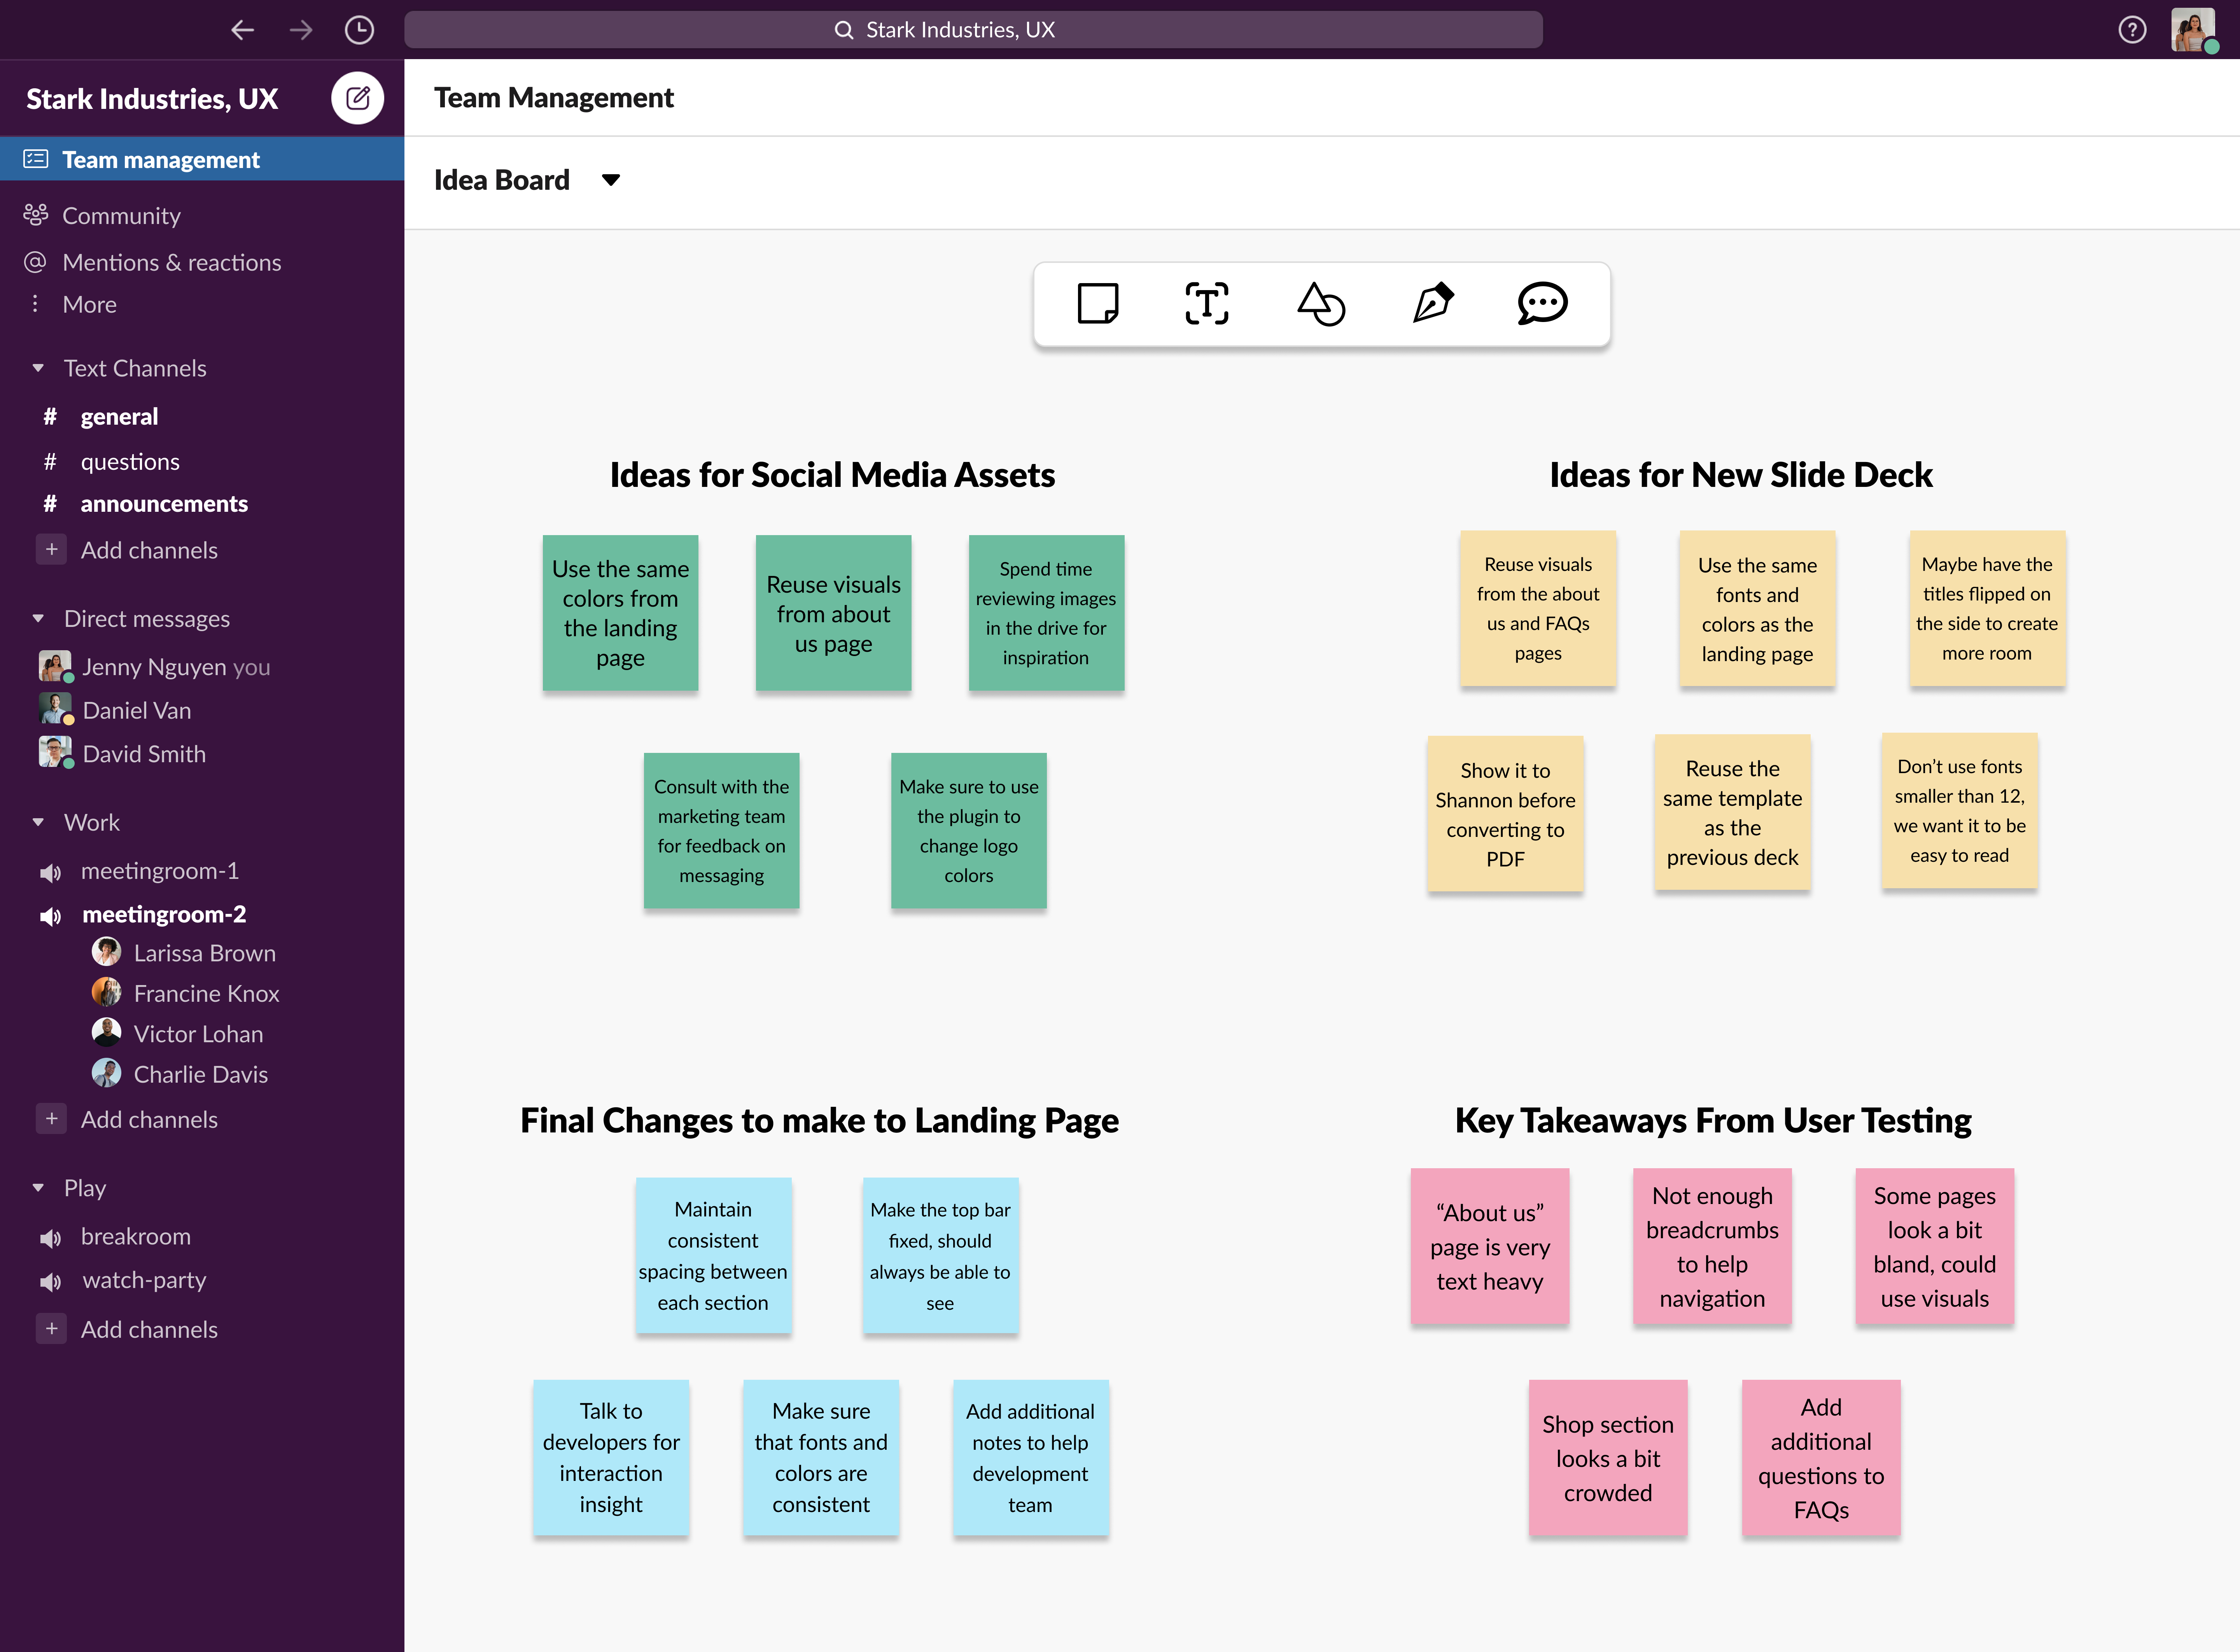 Stark Industries, UX
?
Stark Industries, UX
Team management
Community
@ Mentions & reactions
More
Text Channels
# general
# questions
# announcements
+ Add channels
Direct messages
Jenny Nguyen you
Daniel Van
David Smith
Work
meetingroom-1
meetingroom-2
Larissa Brown
Francine Knox
Victor Lohan
Charlie Davis
+ Add channels
Play
breakroom
watch-party
+ Add channels
Team Management
Idea Board
T
Ideas for Social Media Assets
Use the same
colors from
the landing
page
Reuse visuals
from about
us page
Spend time
reviewing images
in the drive for
inspiration
Consult with the
marketing team
for feedback on
messaging
Make sure to use
the plugin to
change logo
colors
Ideas for New Slide Deck
Reuse visuals
from the about
us and FAQs
pages
Use the same
fonts and
colors as the
landing page
Maybe have the
titles flipped on
the side to create
more room
Show it to
Shannon before
converting to
PDF
Reuse the
same template
as the
previous deck
Don’t use fonts
smaller than 12,
we want it to be
easy to read
Final Changes to make to Landing Page
Maintain
consistent
spacing between
each section
Make the top bar
fixed, should
always be able to
see
Talk to
developers for
interaction
insight
Make sure
that fonts and
colors are
consistent
Add additional
notes to help
development
team
Key Takeaways From User Testing
“About us”
page is very
text heavy
Not enough
breadcrumbs
to help
navigation
Some pages
look a bit
bland, could
use visuals
Shop section
looks a bit
crowded
Add
additional
questions to
FAQs